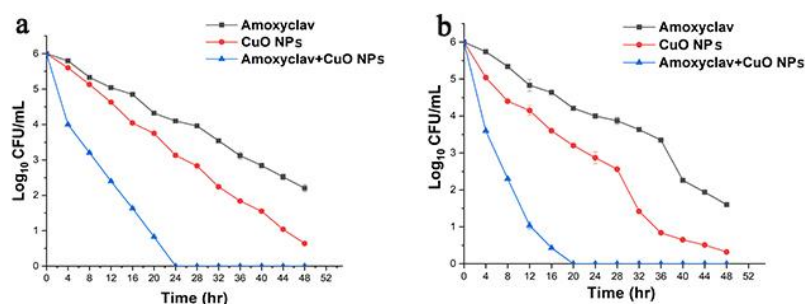 a
Amoxyclav
CuO NPs
Amoxyclav+CuO NPs
Log10 CFU/mL
6
5
4
3
2
1
0
0 4 8 12 16 20 24 28 32 36 40 44 48 52
Time (hr)
b
Amoxyclav
CuO NPs
Amoxyclav+CuO NPs
Log10 CFU/mL
6
5
4
3
2
1
0
0 4 8 12 16 20 24 28 32 36 40 44 48 52
Time (hr)